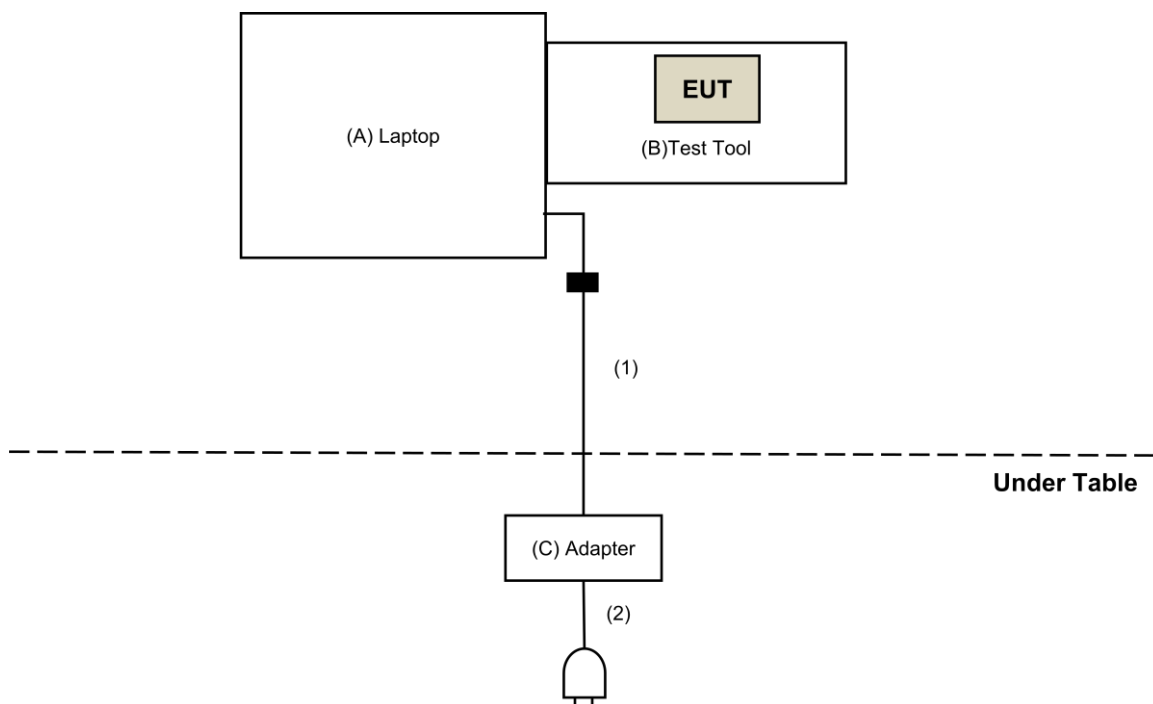 EUT
(A) Laptop
(B)Test Tool
(1)
Under Table
(C) Adapter
(2)